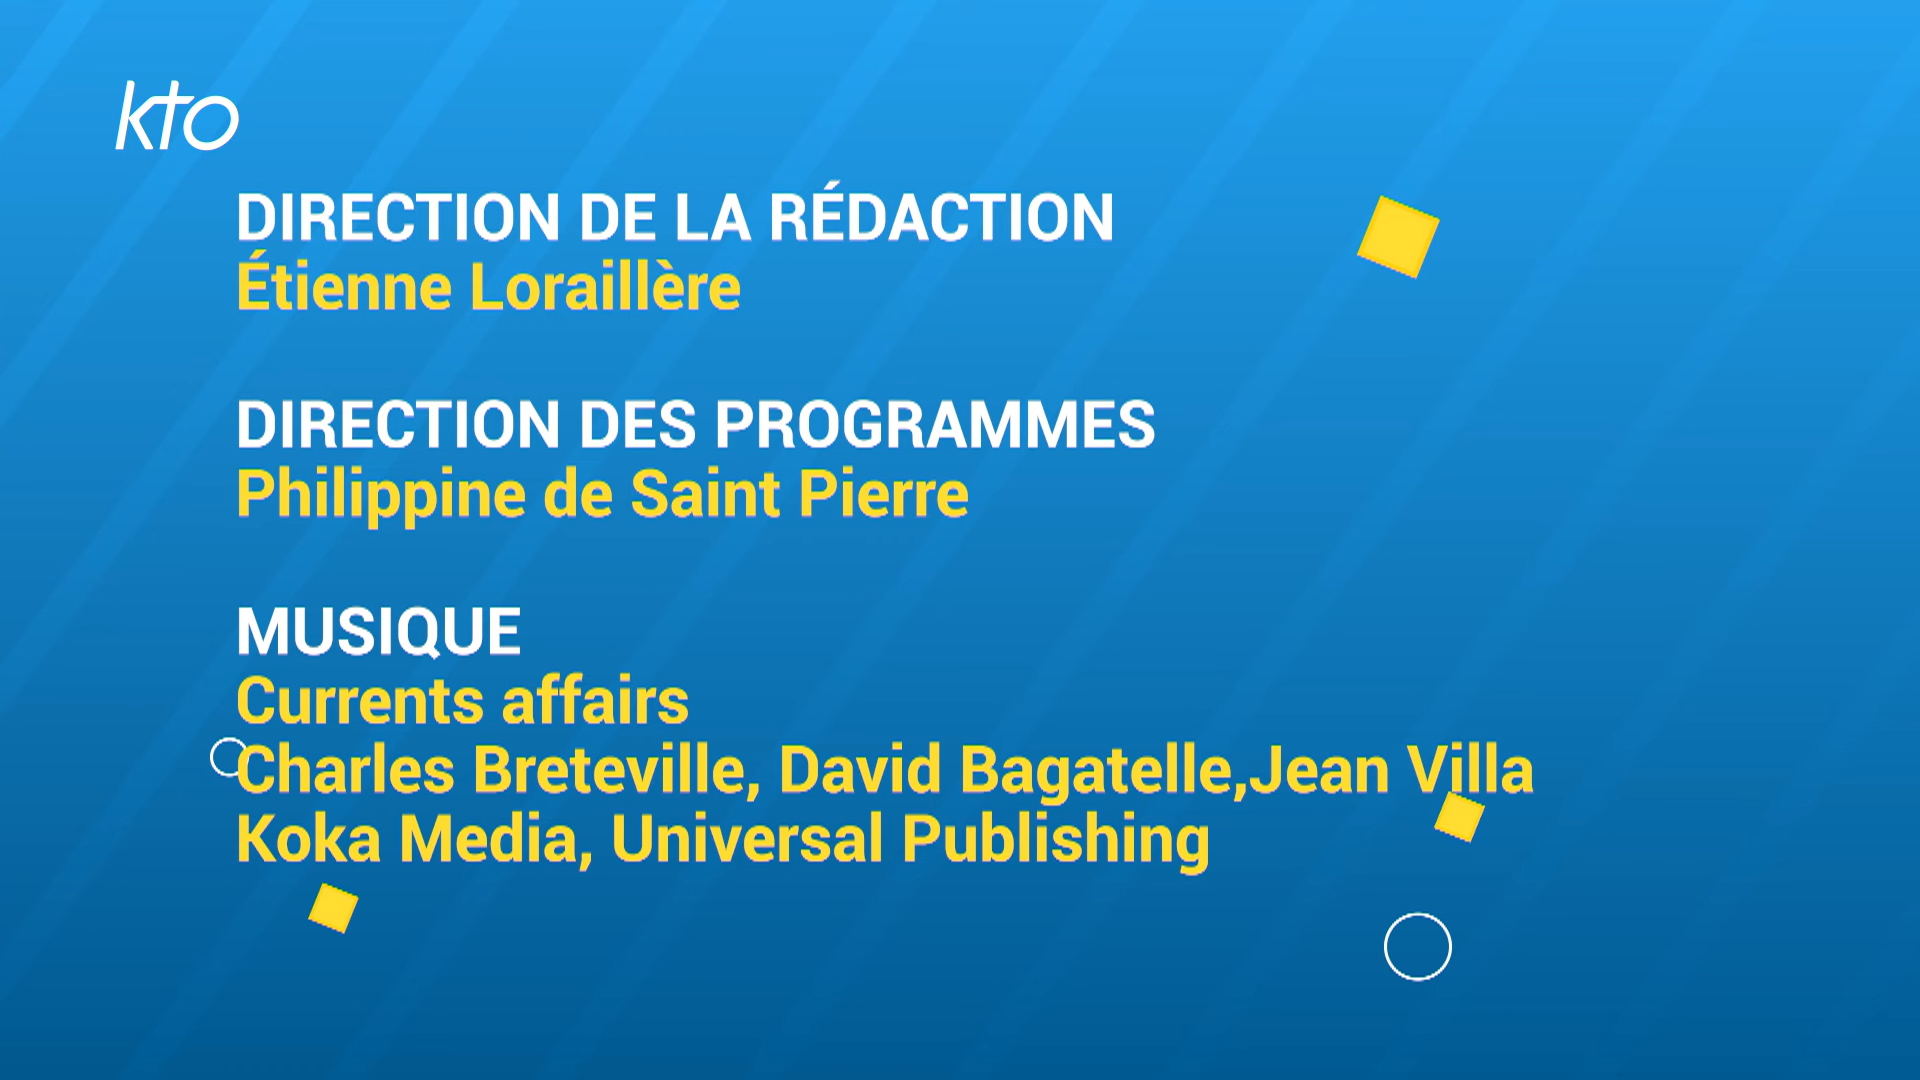 kto
DIRECTION DE LA RÉDACTION
Étienne Loraillère
DIRECTION DES PROGRAMMES
Philippine de Saint Pierre
MUSIQUE
Currents affairs
Charles Breteville, David Bagatelle,Jean Villa
Koka Media, Universal Publishing